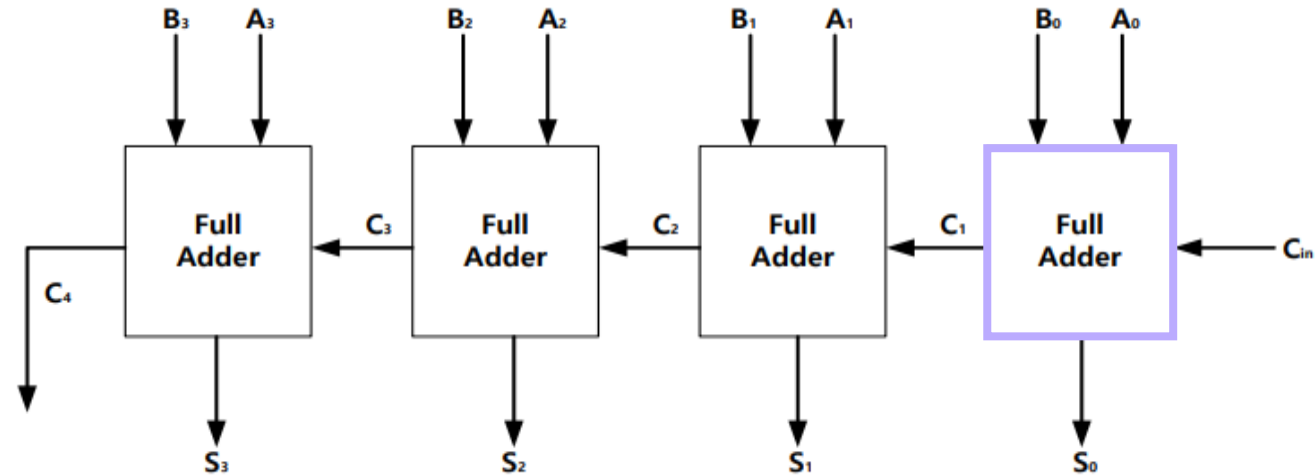 B₃ A₃ B₂ A₂ B₁ A₁ B₀ A₀
Full Adder
Full Adder
Full Adder
Full Adder
C₄ C₃ C₂ C₁ Cᵢₙ
S₃ S₂ S₁ S₀